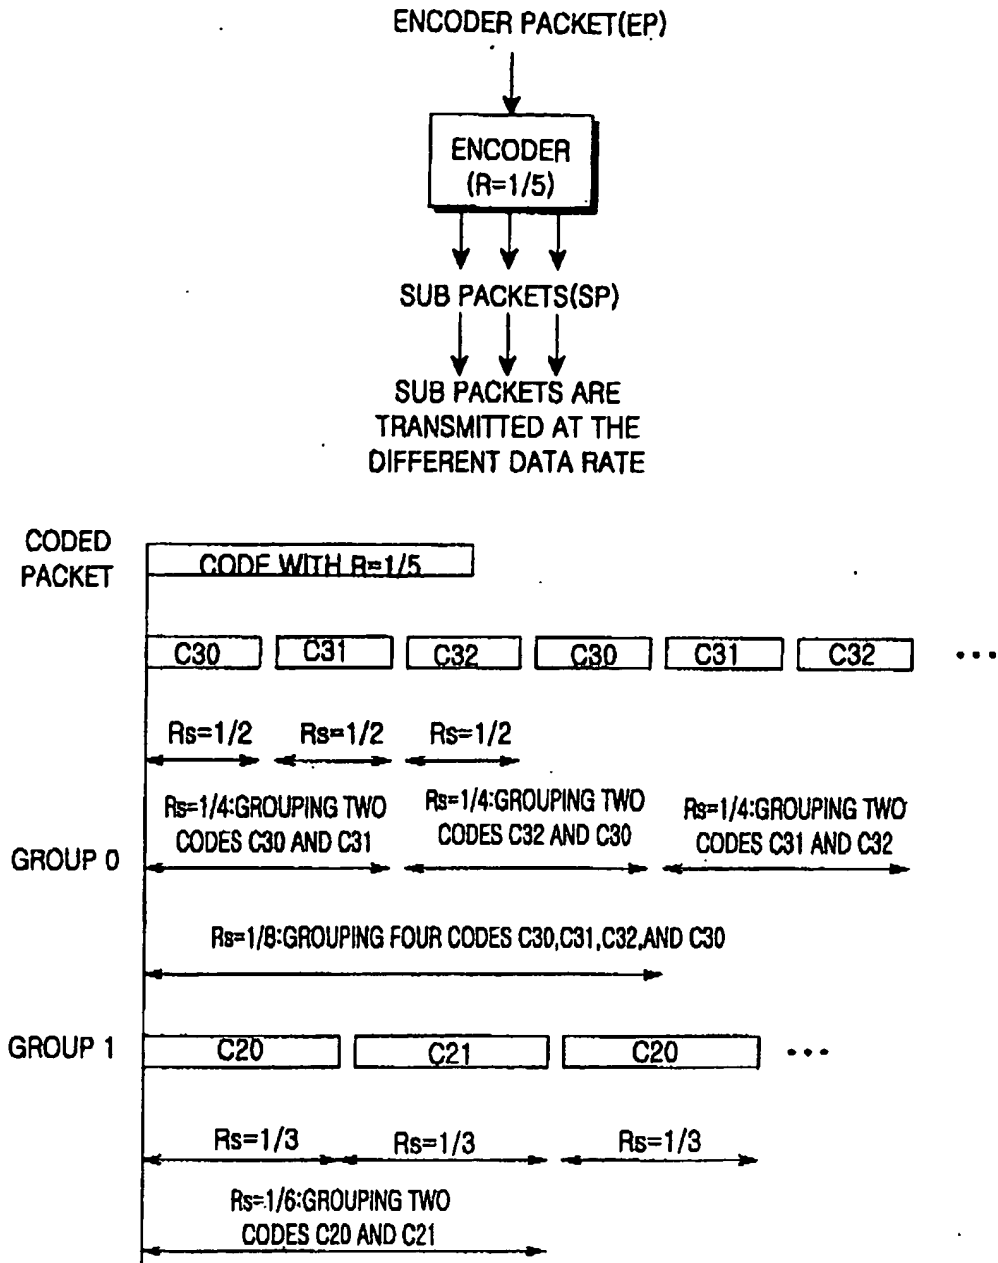 ENCODER PACKET(EP)
ENCODER
(R=1/5)
SUB PACKETS(SP)
SUB PACKETS ARE
TRANSMITTED AT THE
DIFFERENT DATA RATE
CODED
PACKET
CODE WITH R=1/5
C30 C31 C32 C30 C31 C32 •••
Rs=1/2 Rs=1/2 Rs=1/2
Rs=1/4:GROUPING TWO
CODES C30 AND C31
Rs=1/4:GROUPING TWO
CODES C32 AND C30
Rs=1/4:GROUPING TWO
CODES C31 AND C32
GROUP 0
Rs=1/8:GROUPING FOUR CODES C30,C31,C32,AND C30
GROUP 1
C20 C21 C20 •••
Rs=1/3 Rs=1/3 Rs=1/3
Rs=1/6:GROUPING TWO
CODES C20 AND C21